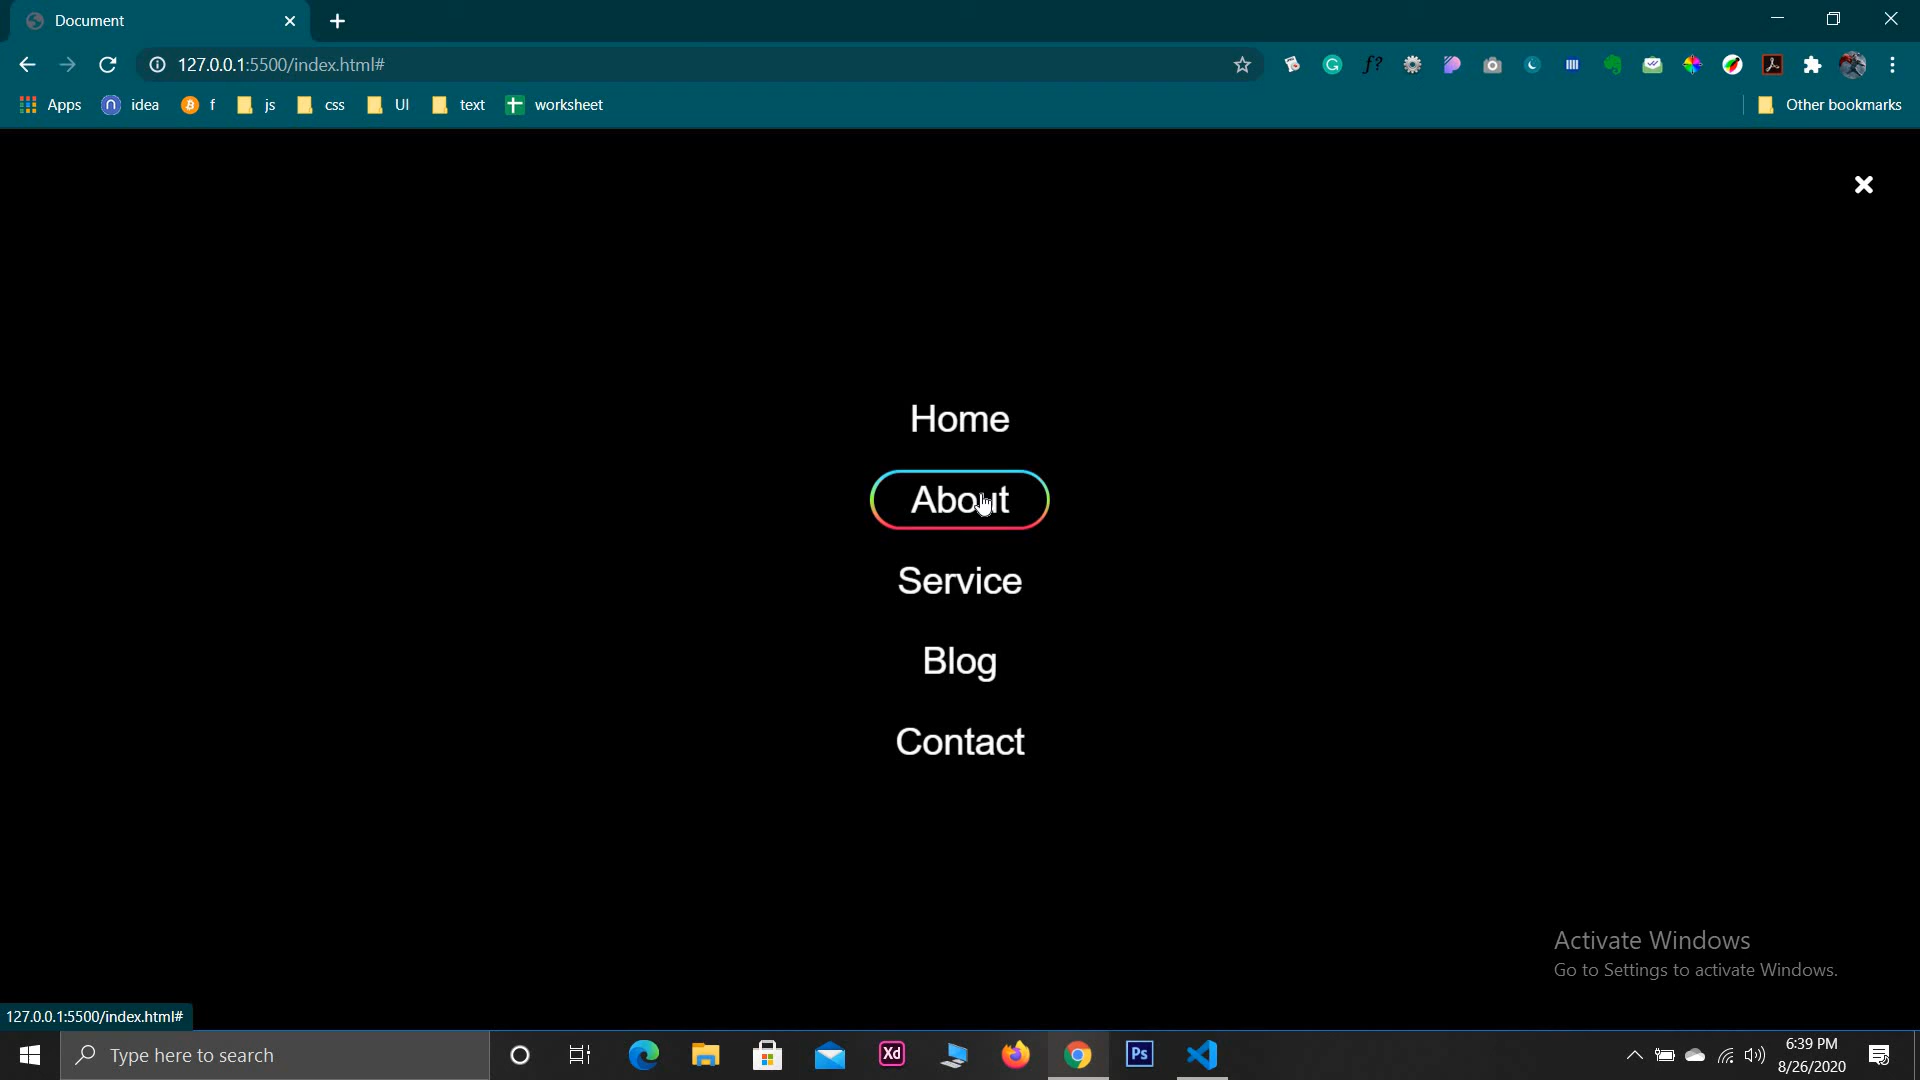 Document
127.0.0.1:5500/index.html#
f?
Apps idea f js css UI text worksheet Other bookmarks
Home
About
Service
Blog
Contact
Activate Windows
Go to Settings to activate Windows.
127.0.0.1:5500/index.html#
Type here to search
Xd
Ps
6:39 PM
8/26/2020